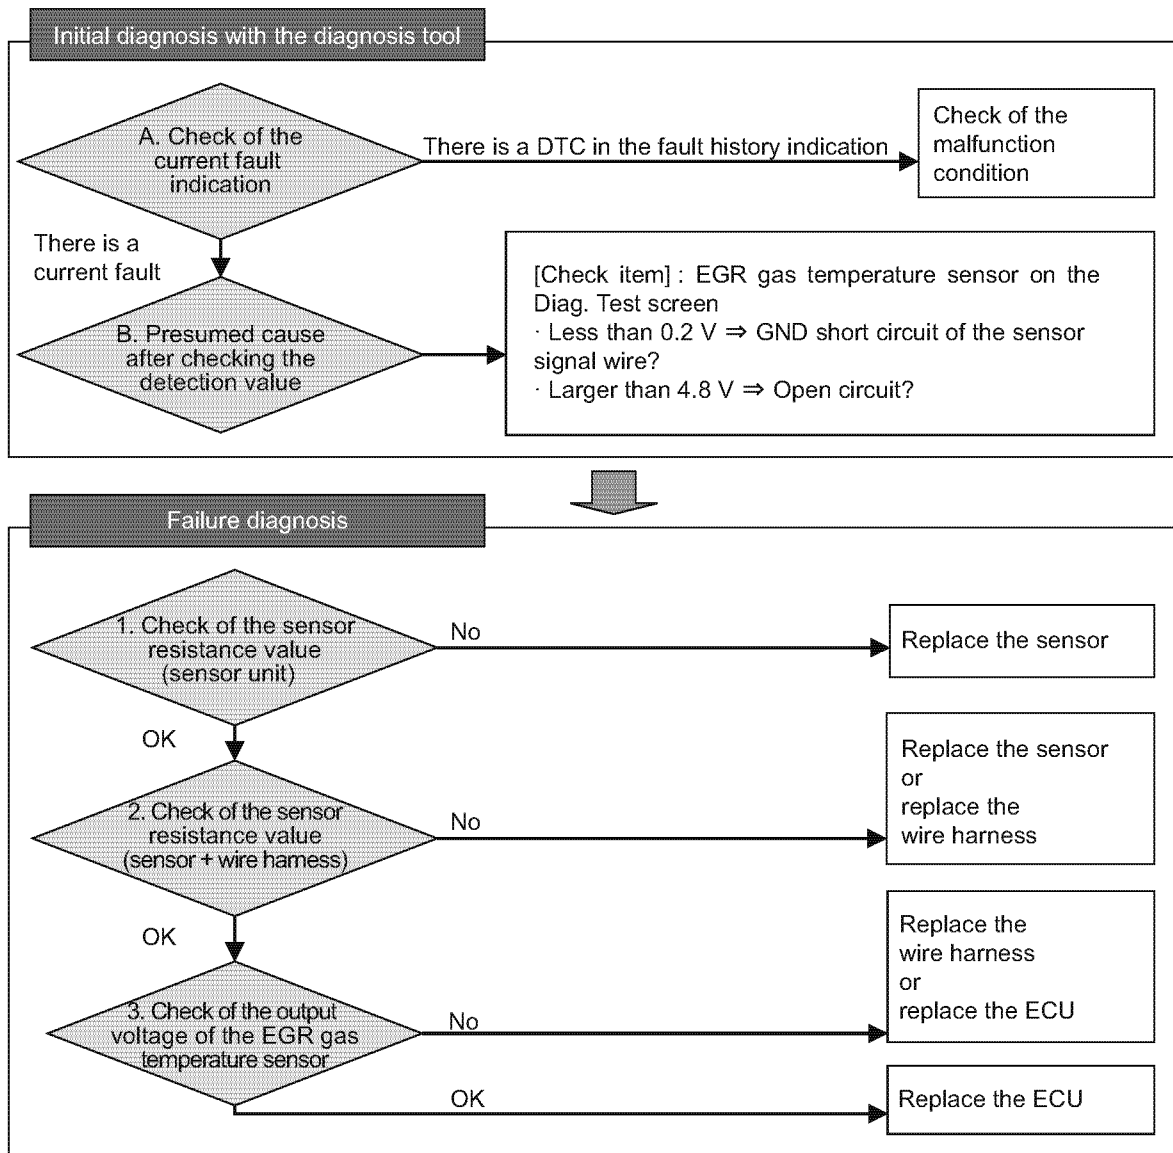 Initial diagnosis with the diagnosis tool
A. Check of the
current fault
indication
There is a DTC in the fault history indication
Check of the
malfunction
condition
There is a
current fault
B. Presumed cause
after checking the
detection value
[Check item] : EGR gas temperature sensor on the
Diag. Test screen
· Less than 0.2 V ⇒ GND short circuit of the sensor
signal wire?
· Larger than 4.8 V ⇒ Open circuit?
Failure diagnosis
1. Check of the sensor
resistance value
(sensor unit)
No
Replace the sensor
OK
2. Check of the sensor
resistance value
(sensor + wire harness)
No
Replace the sensor
or
replace the
wire harness
OK
3. Check of the output
voltage of the EGR gas
temperature sensor
No
Replace the
wire harness
or
replace the ECU
OK
Replace the ECU